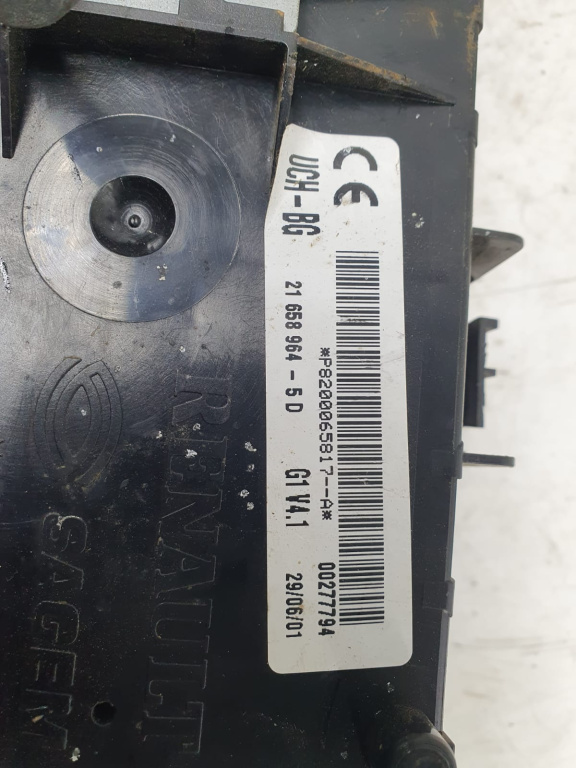 CE
UCH-BG
*P8200065817--A*
21 658 964 - 5 D
G1 V4.1
00277794
29/06/01
RENAULT
SAGEM